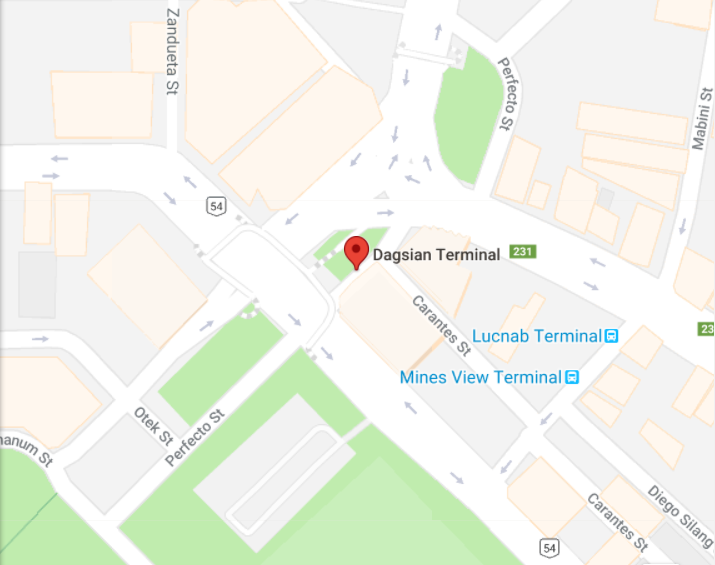 Zandueta St
Perfecto St
Mabini St
54
Dagsian Terminal
231
Carantes St
Lucnab Terminal
23
Mines View Terminal
Otek St
Perfecto St
hanum St
Diego Silang
Carantes St
54